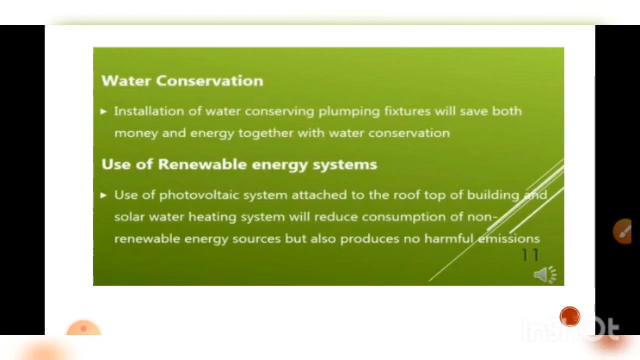 Water Conservation
Installation of water conserving plumping fixtures will save both
money and energy together with water conservation
Use of Renewable energy systems
Use of photovoltaic system attached to the roof top of building and
solar water heating system will reduce consumption of non-
renewable energy sources but also produces no harmful emissions
11
InShOt